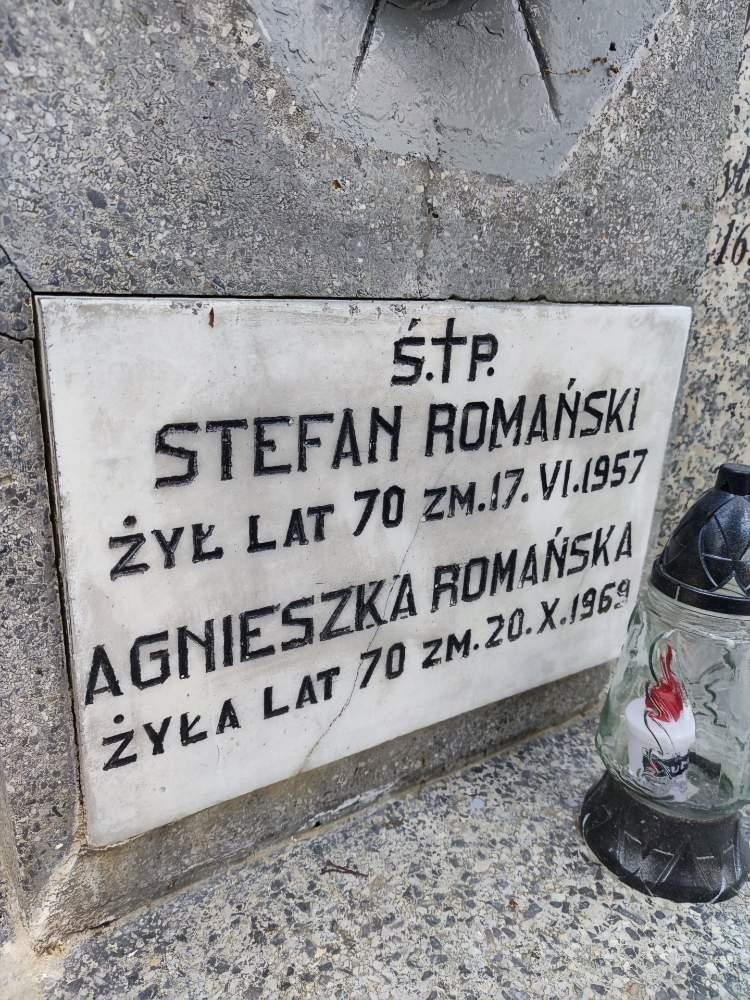 Ś.†P.
STEFAN ROMAŃSKI
ŻYŁ LAT 70 ZM.17.VI.1957
AGNIESZKA ROMAŃSKA
ŻYŁA LAT 70 ZM.20.X.1969